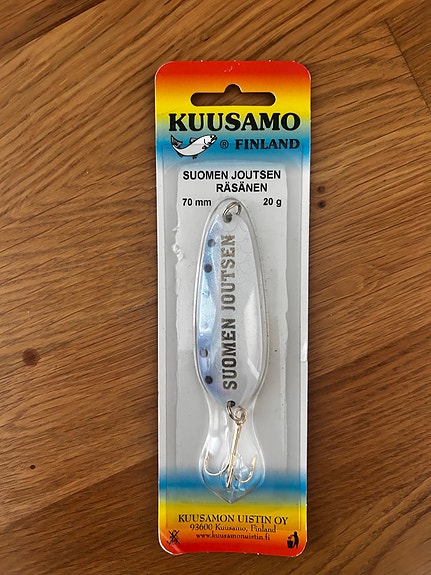 KUUSAMO
® FINLAND
SUOMEN JOUTSEN
RÄSÄNEN
70 mm 20 g
SUOMEN JOUTSEN
KUUSAMON UISTIN OY
93600 Kuusamo, Finland
www.kuusamonuistin.fi